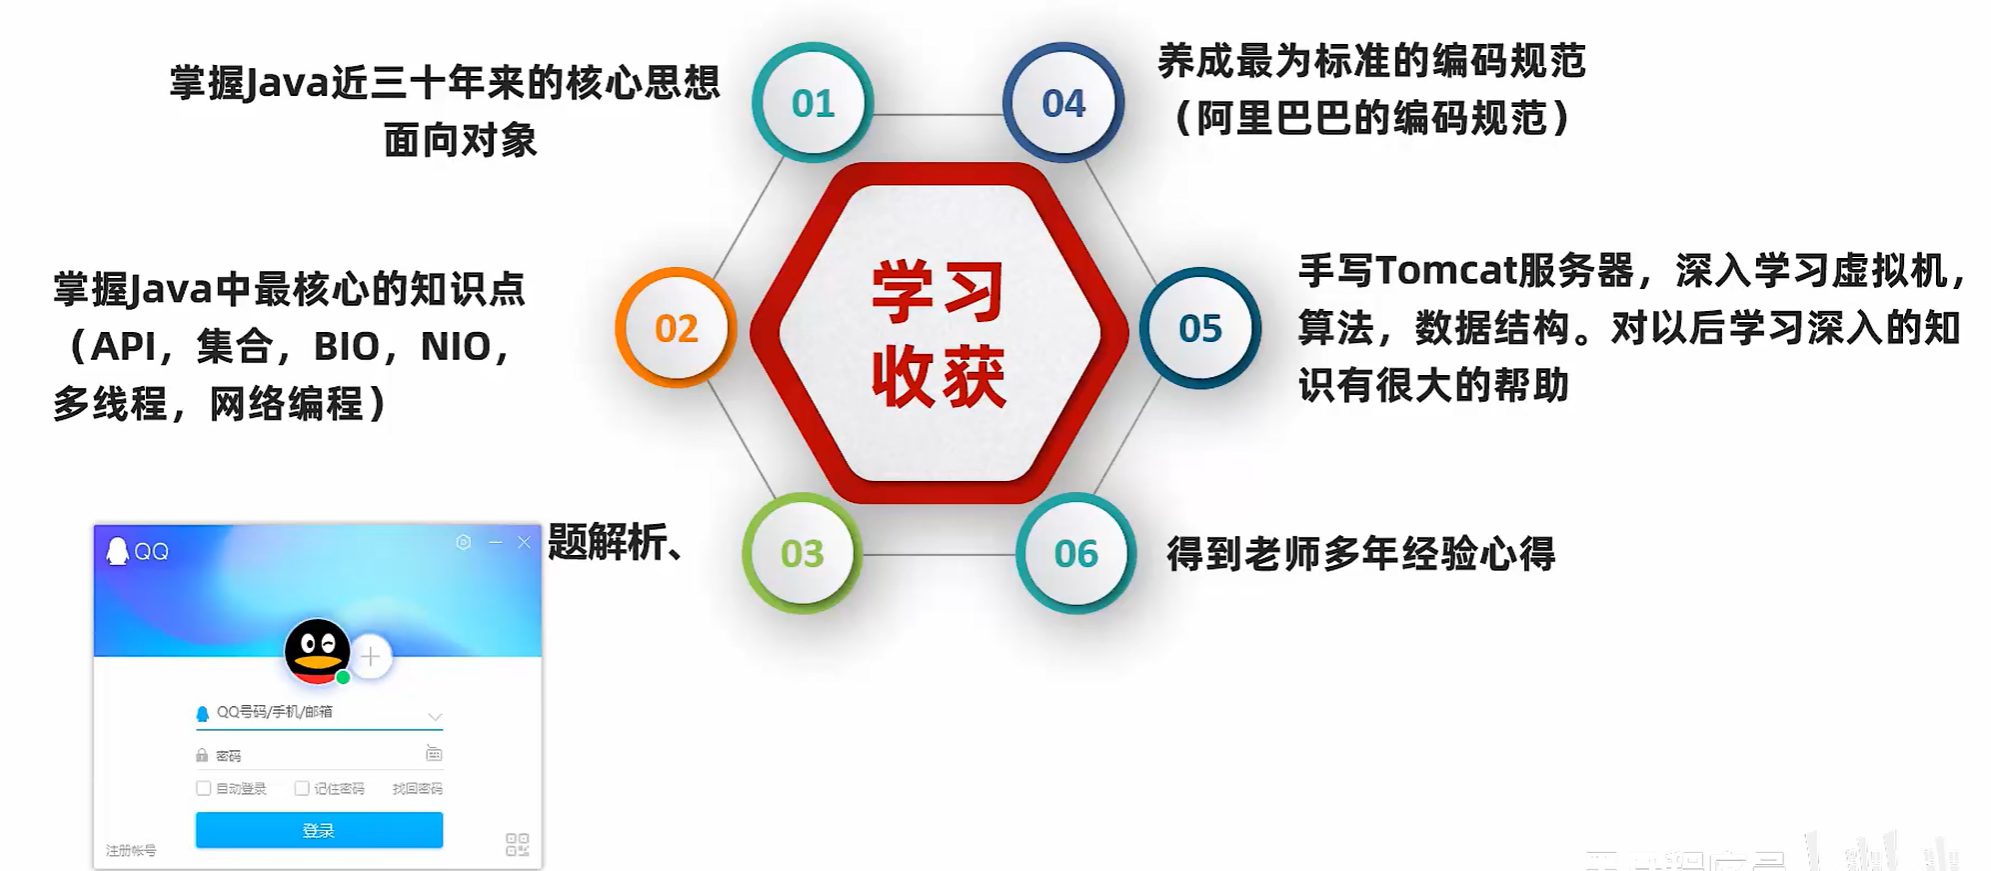 掌握Java近三十年来的核心思想
面向对象
01
04
养成最为标准的编码规范
（阿里巴巴的编码规范）
掌握Java中最核心的知识点
（API，集合，BIO，NIO，
多线程，网络编程）
02
学习
收获
05
手写Tomcat服务器，深入学习虚拟机，
算法，数据结构。对以后学习深入的知
识有很大的帮助
题解析、
03
06
得到老师多年经验心得
QQ
QQ号码/手机/邮箱
密码
自动登录
记住密码
找回密码
登录
注册帐号